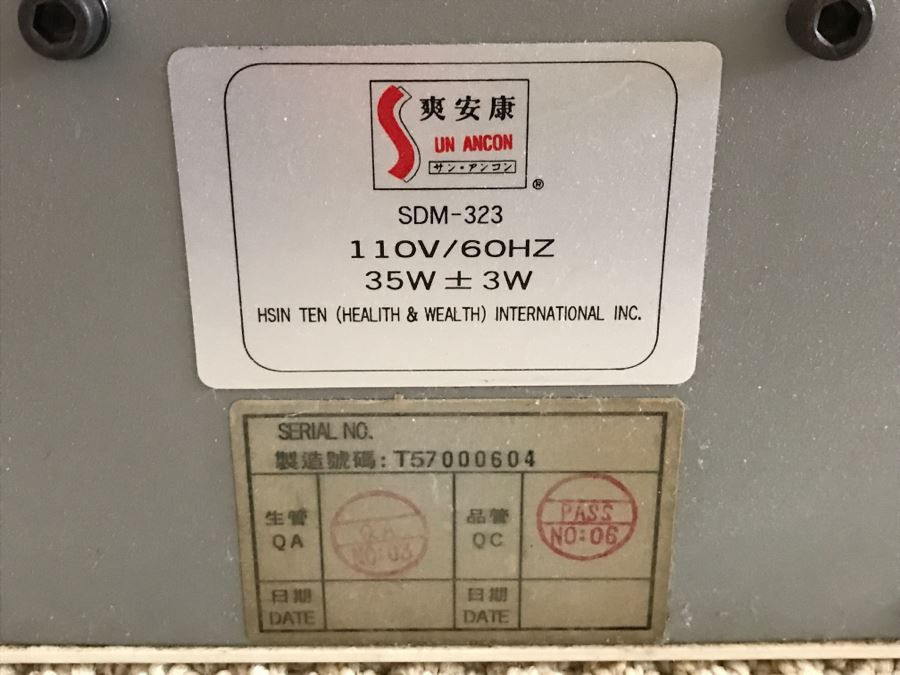 爽安康
SUN ANCON
サン・アンコン
®
SDM-323
110V/60HZ
35W ± 3W
HSIN TEN (HEALITH & WEALTH) INTERNATIONAL INC.
SERIAL NO.
製造號碼: T57000604
生管
QA
QA
NO:03
品管
QC
PASS
NO:06
日期
DATE
日期
DATE